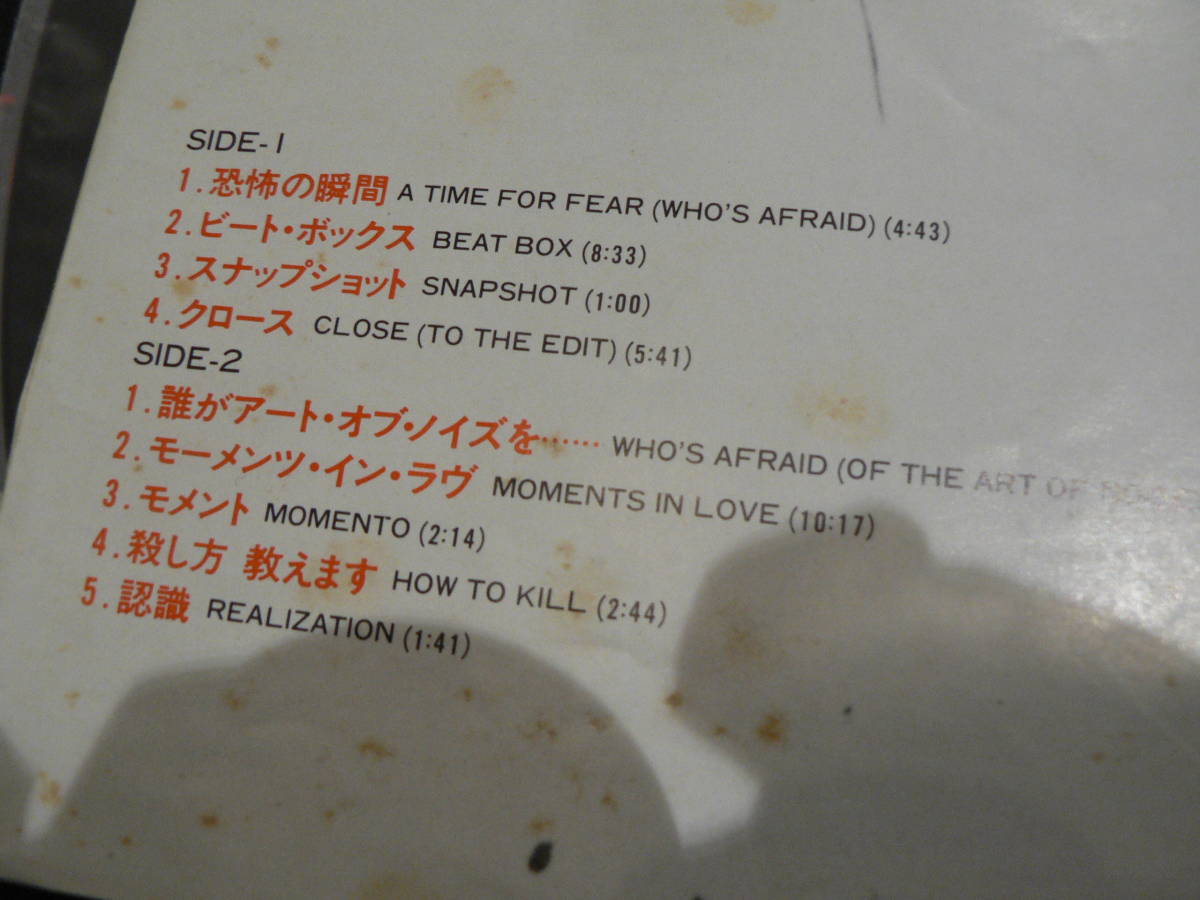 SIDE-1
1.恐怖の瞬間 A TIME FOR FEAR (WHO'S AFRAID) (4:43)
2.ビート・ボックス BEAT BOX (8:33)
3.スナップショット SNAPSHOT (1:00)
4.クロース CLOSE (TO THE EDIT) (5:41)
SIDE-2
1.誰がアート・オブ・ノイズを…… WHO'S AFRAID (OF THE ART OF
2.モーメンツ・イン・ラヴ MOMENTS IN LOVE (10:17)
3.モメント MOMENTO (2:14)
4.殺し方 教えます HOW TO KILL (2:44)
5.認識 REALIZATION (1:41)